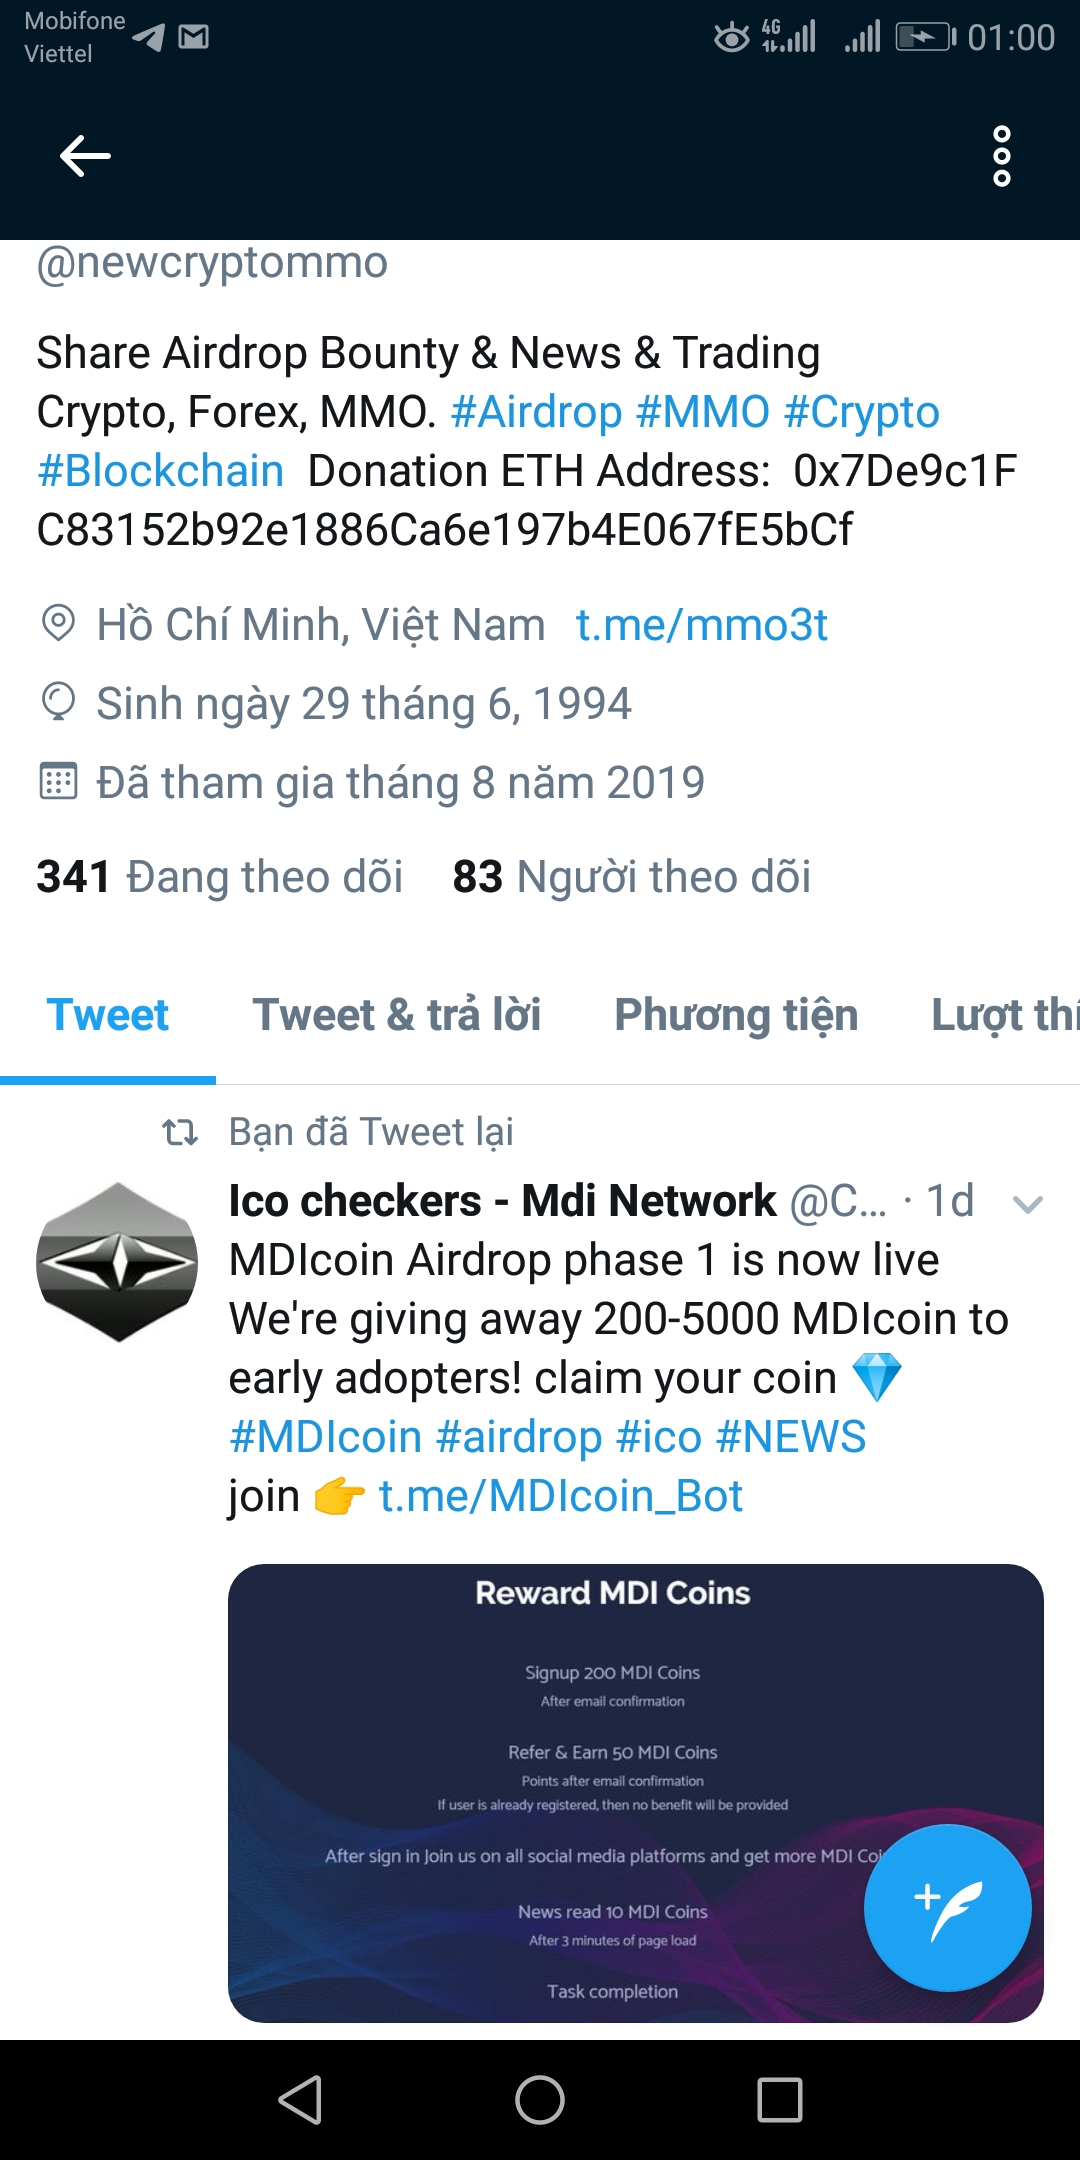 Mobifone
Viettel
4G
01:00
@newcryptommo
Share Airdrop Bounty & News & Trading
Crypto, Forex, MMO. #Airdrop #MMO #Crypto
#Blockchain Donation ETH Address: 0x7De9c1F
C83152b92e1886Ca6e197b4E067fE5bCf
Hồ Chí Minh, Việt Nam t.me/mmo3t
Sinh ngày 29 tháng 6, 1994
Đã tham gia tháng 8 năm 2019
341 Đang theo dõi 83 Người theo dõi
Tweet Tweet & trả lời Phương tiện Lượt thí
Bạn đã Tweet lại
Ico checkers - Mdi Network @C... · 1d
MDIcoin Airdrop phase 1 is now live
We're giving away 200-5000 MDIcoin to
early adopters! claim your coin 💎
#MDIcoin #airdrop #ico #NEWS
join 👉 t.me/MDIcoin_Bot
Reward MDI Coins
Signup 200 MDI Coins
After email confirmation
Refer & Earn 50 MDI Coins
Points after email confirmation
If user is already registered, then no benefit will be provided
After sign in Join us on all social media platforms and get more MDI Coi
News read 10 MDI Coins
After 3 minutes of page load
Task completion